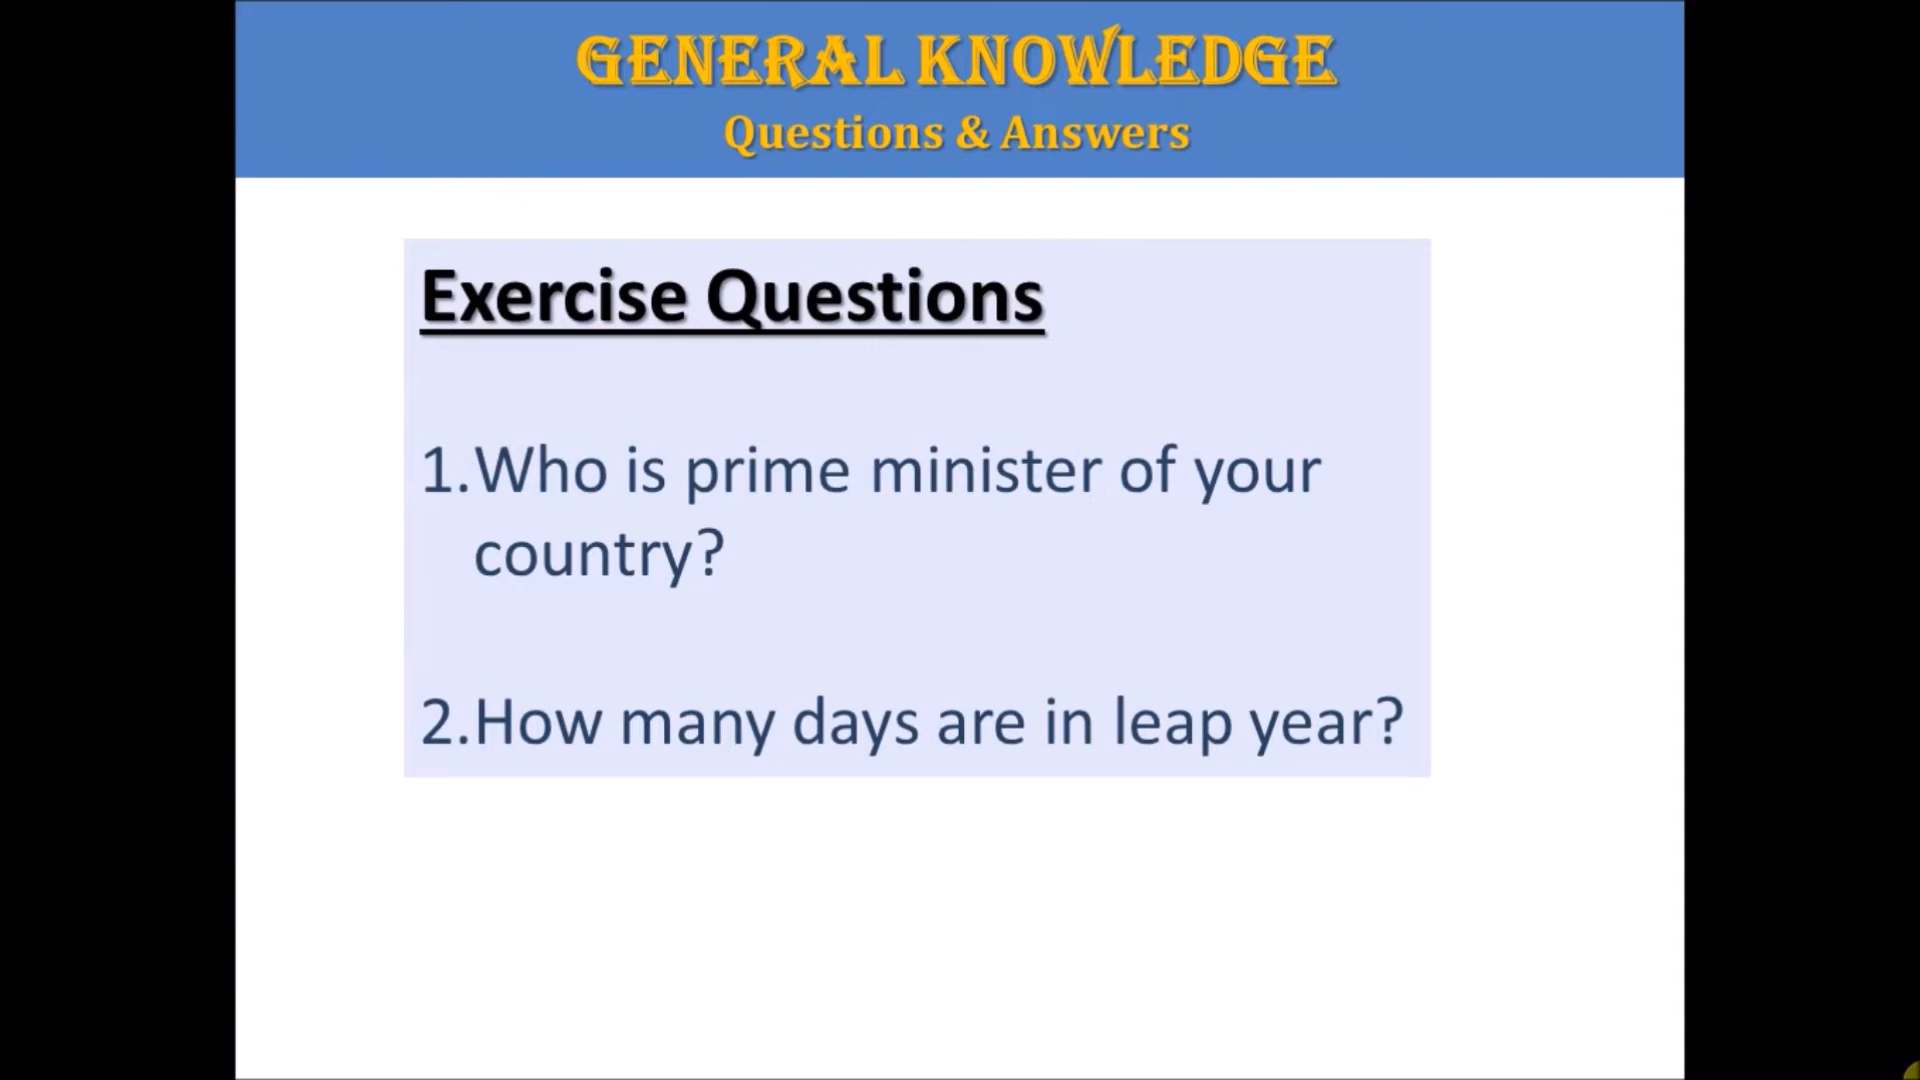 GENERAL KNOWLEDGE
Questions & Answers
Exercise Questions
1.Who is prime minister of your
country?
2.How many days are in leap year?